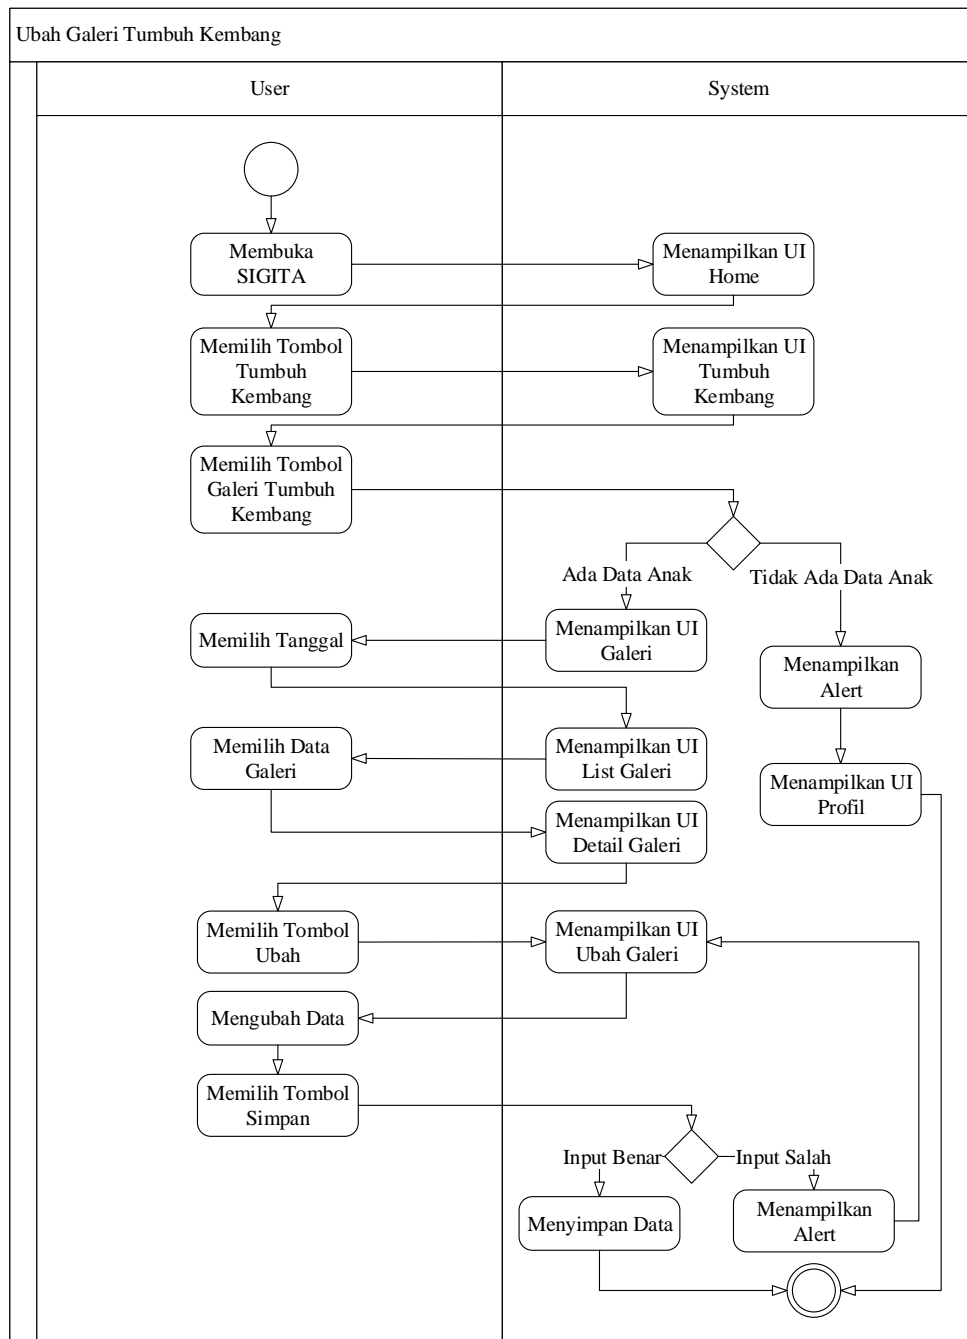 Ubah Galeri Tumbuh Kembang
User
System
Membuka
SIGITA
Menampilkan UI
Home
Memilih Tombol
Tumbuh
Kembang
Menampilkan UI
Tumbuh
Kembang
Memilih Tombol
Galeri Tumbuh
Kembang
Ada Data Anak
Tidak Ada Data Anak
Memilih Tanggal
Menampilkan UI
Galeri
Menampilkan
Alert
Memilih Data
Galeri
Menampilkan UI
List Galeri
Menampilkan UI
Profil
Menampilkan UI
Detail Galeri
Memilih Tombol
Ubah
Menampilkan UI
Ubah Galeri
Mengubah Data
Memilih Tombol
Simpan
Input Benar
Input Salah
Menyimpan Data
Menampilkan
Alert